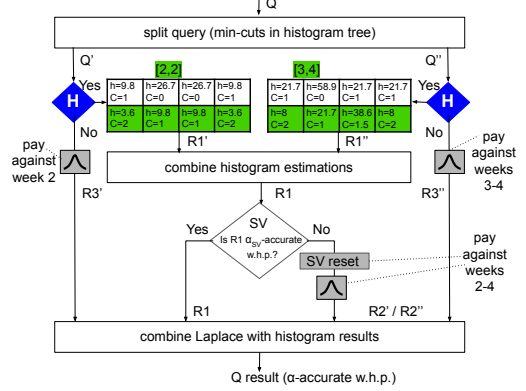 Q
split query (min-cuts in histogram tree)
Q'
Q''
[2,2]
[3,4]
H
Yes
h=9.8 h=26.7 h=26.7 h=9.8
C=1 C=0 C=0 C=1
h=3.6 h=9.8 h=9.8 h=3.6
C=2 C=1 C=1 C=2
h=21.7 h=58.9 h=21.7 h=21.7
C=1 C=0 C=1 C=1
h=8 h=21.7 h=38.6 h=8
C=2 C=1 C=1.5 C=2
Yes
H
No
No
pay
against
week 2
R1'
R1''
pay
against
weeks
3-4
combine histogram estimations
R3'
R3''
R1
SV
Is R1 αSV-accurate
w.h.p.?
Yes
No
SV reset
pay
against
weeks
2-4
R1
R2' / R2''
combine Laplace with histogram results
Q result (α-accurate w.h.p.)